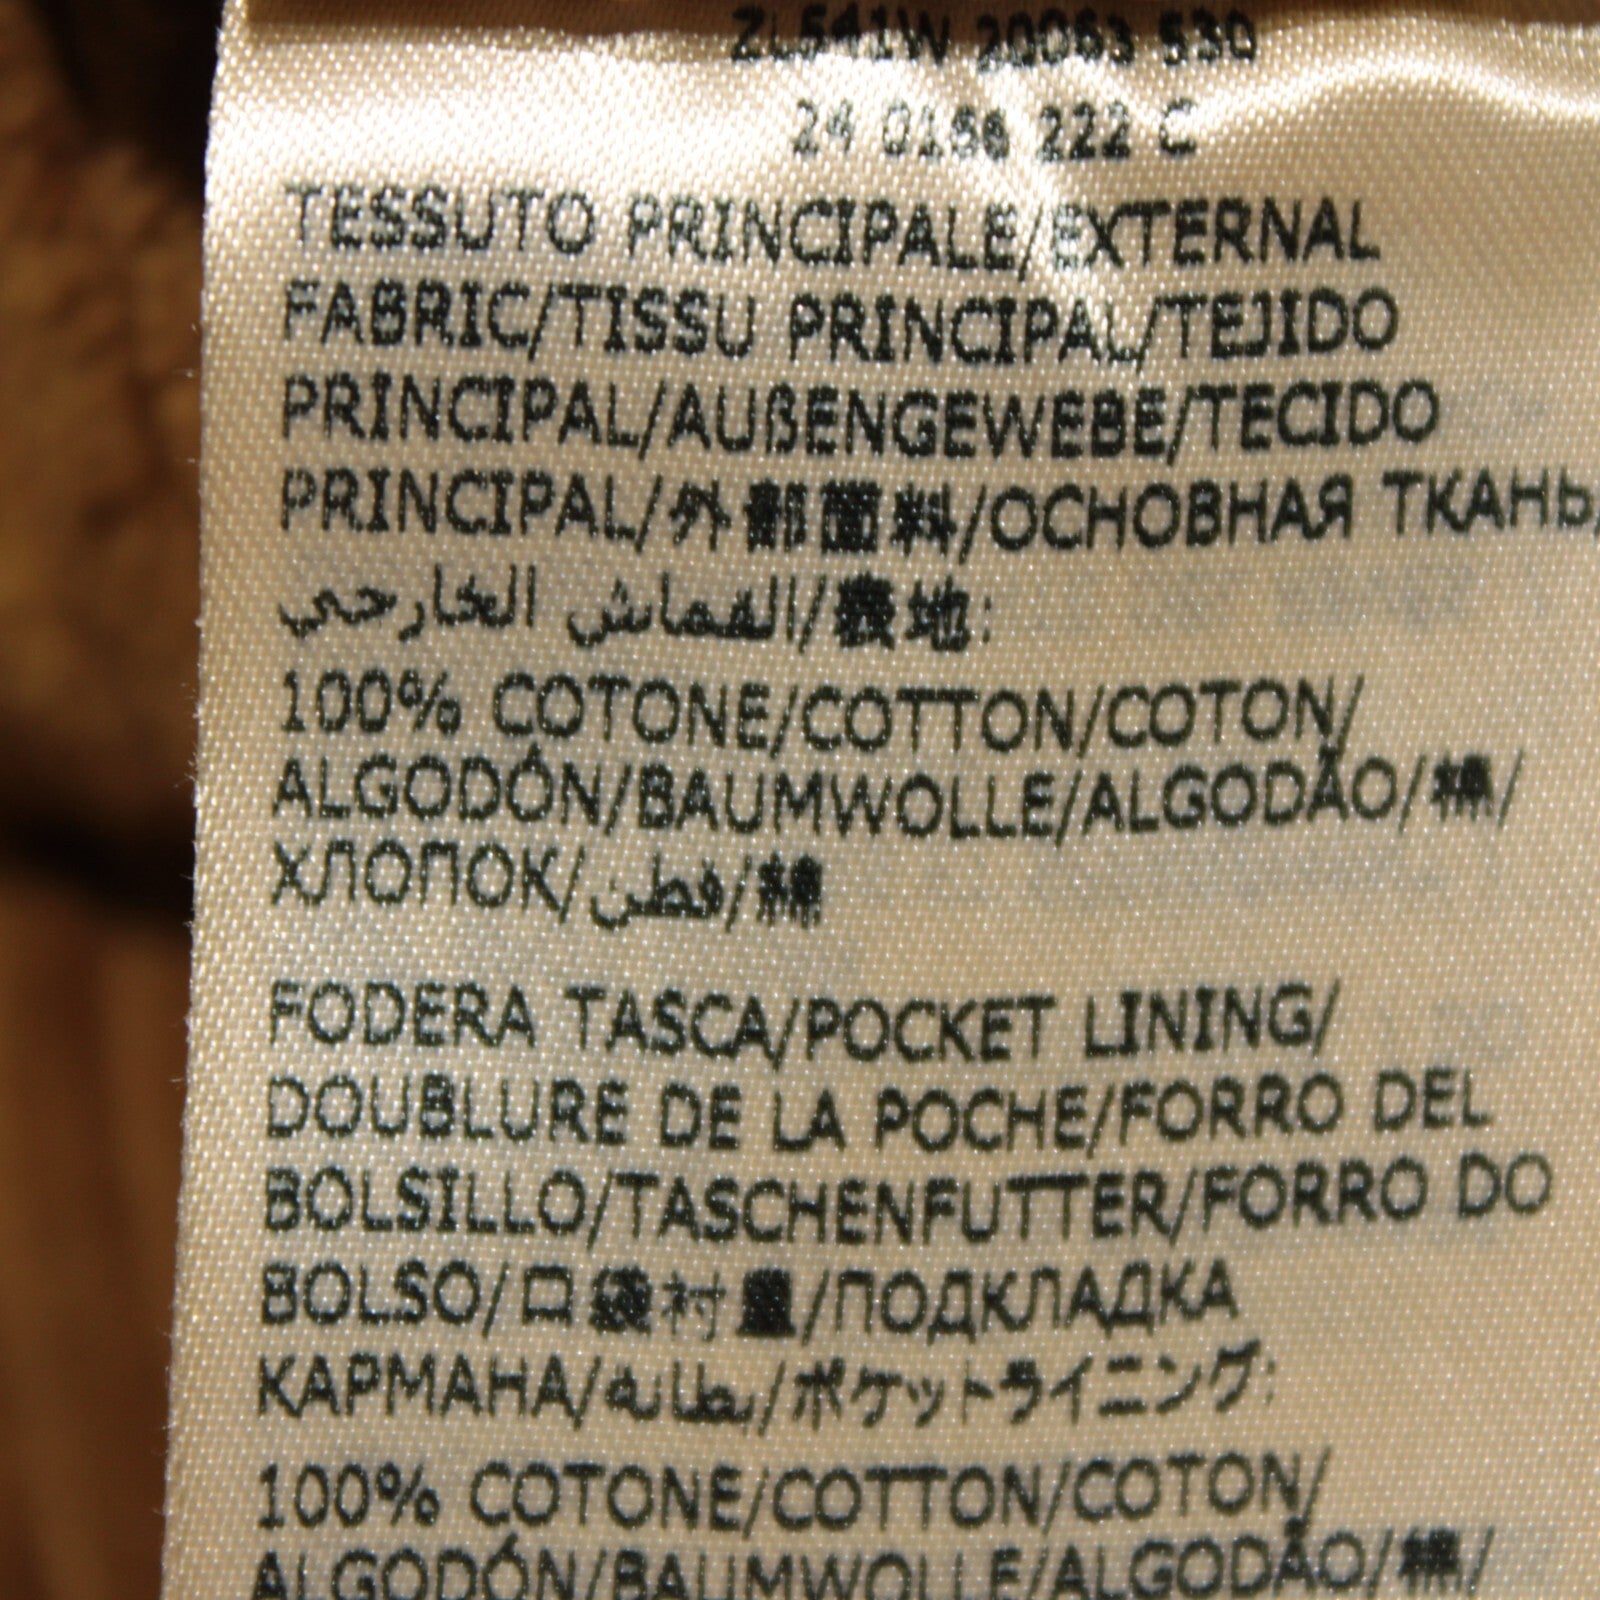 ZL541W 20063 530
24 0156 222 C
TESSUTO PRINCIPALE/EXTERNAL
FABRIC/TISSU PRINCIPAL/TEJIDO
PRINCIPAL/AUßENGEWEBE/TECIDO
PRINCIPAL/外部面料/ОСНОВНАЯ ТКАНЬ/
القماش الخارجي/表地:
100% COTONE/COTTON/COTON/
ALGODÓN/BAUMWOLLE/ALGODÃO/棉/
ХЛОПОК/قطن/綿
FODERA TASCA/POCKET LINING/
DOUBLURE DE LA POCHE/FORRO DEL
BOLSILLO/TASCHENFUTTER/FORRO DO
BOLSO/口袋衬里/ПОДКЛАДКА
КАРМАНА/بطانة/ポケットライニング:
100% COTONE/COTTON/COTON/
ALGODÓN/BAUMWOLLE/ALGODÃO/棉/